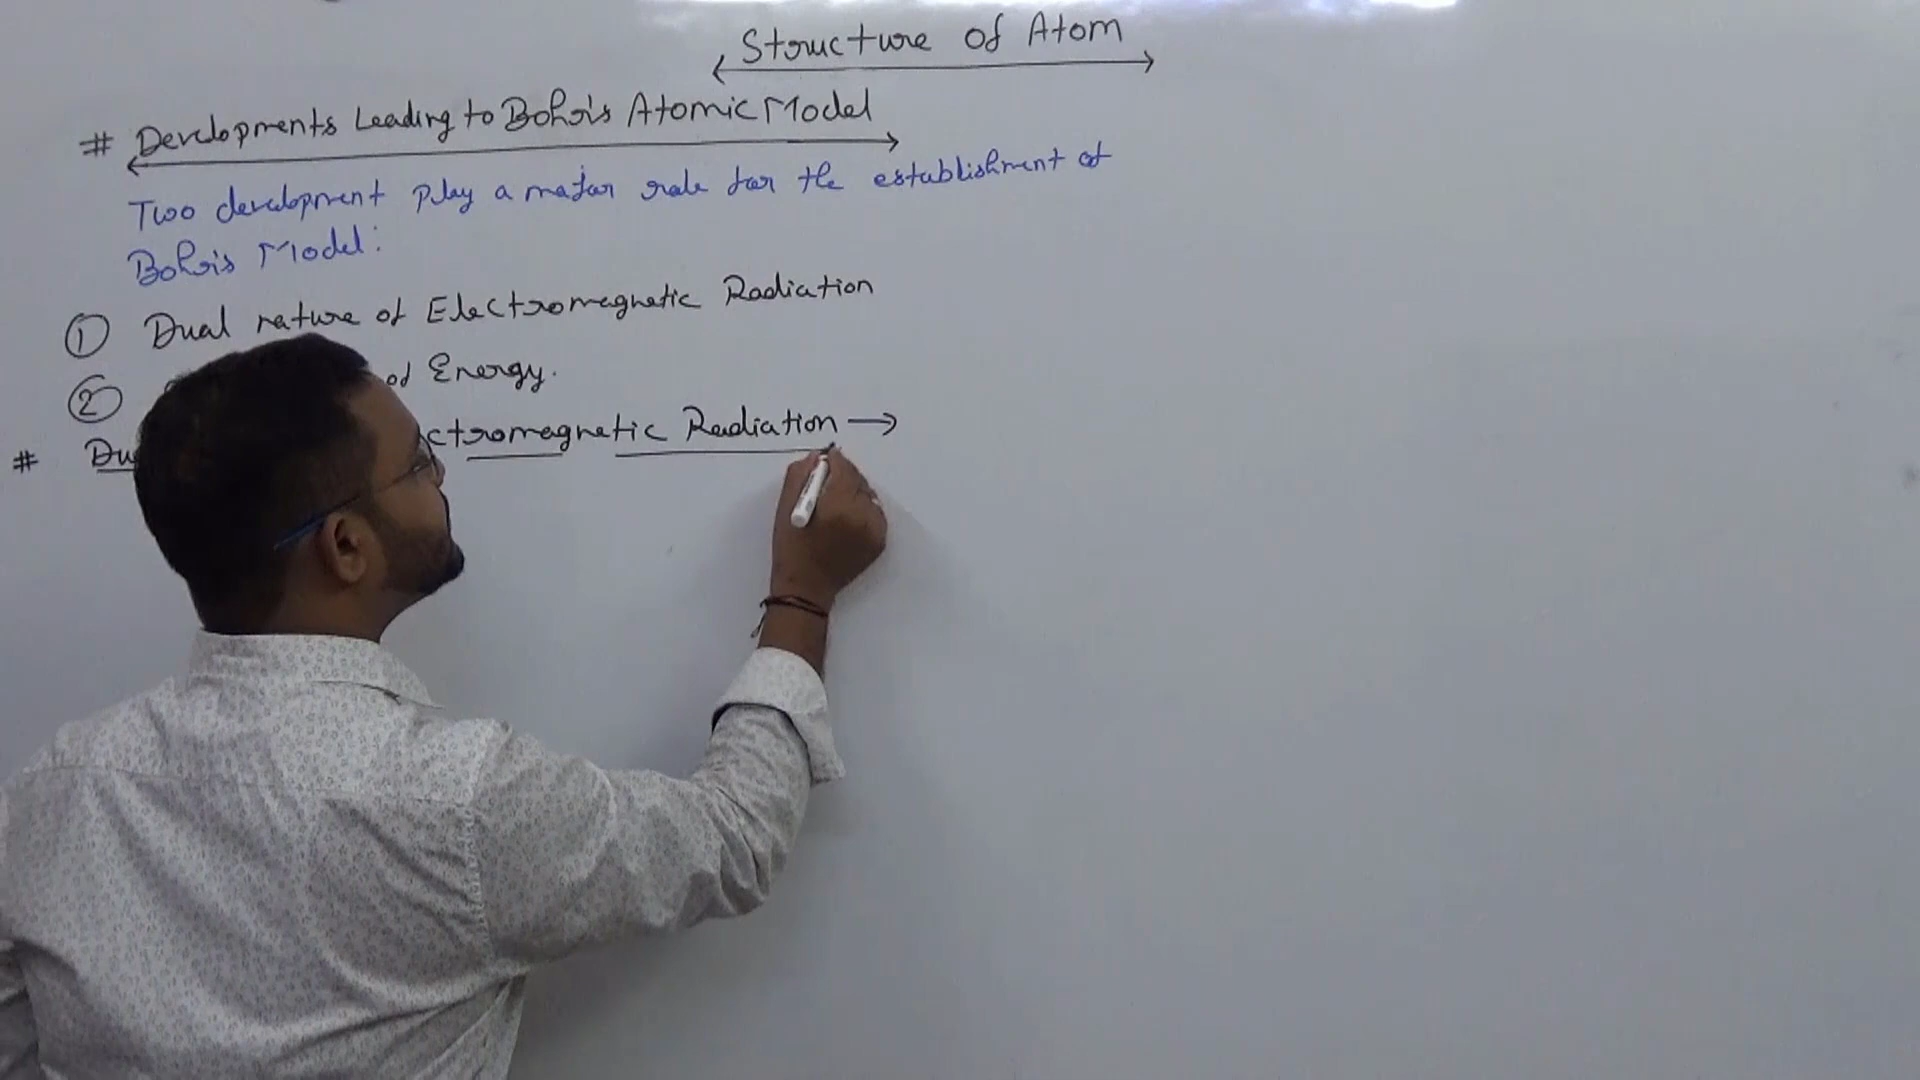 Structure of Atom
# Developments Leading to Bohr's Atomic Model
Two development Play a major role for the establishment of
Bohr's Model:
① Dual nature of Electromagnetic Radiation
② of Energy.
# Du ctromagnetic Radiation →